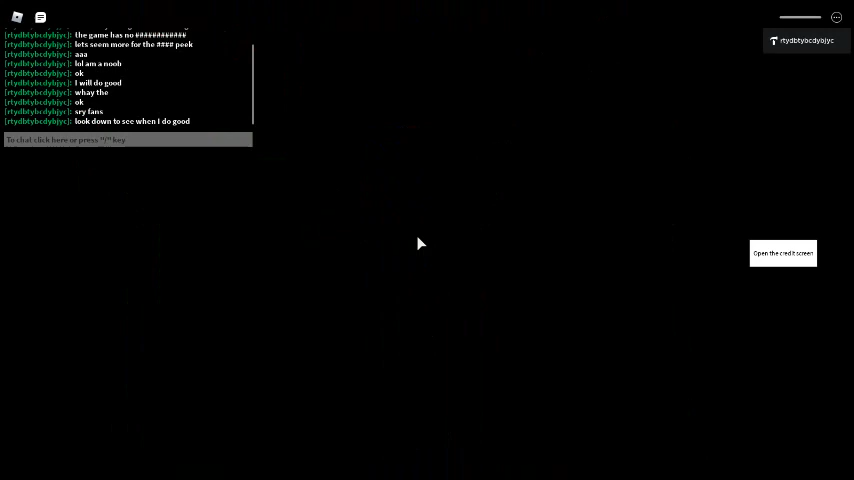 [rtydbtybcdybjyc]: the game has no ############
[rtydbtybcdybjyc]: lets seem more for the #### peek
[rtydbtybcdybjyc]: aaa
[rtydbtybcdybjyc]: lol am a noob
[rtydbtybcdybjyc]: ok
[rtydbtybcdybjyc]: I will do good
[rtydbtybcdybjyc]: whay the
[rtydbtybcdybjyc]: ok
[rtydbtybcdybjyc]: sry fans
[rtydbtybcdybjyc]: look down to see when I do good
To chat click here or press "/" key
rtydbtybcdybjyc
Open the credit screen